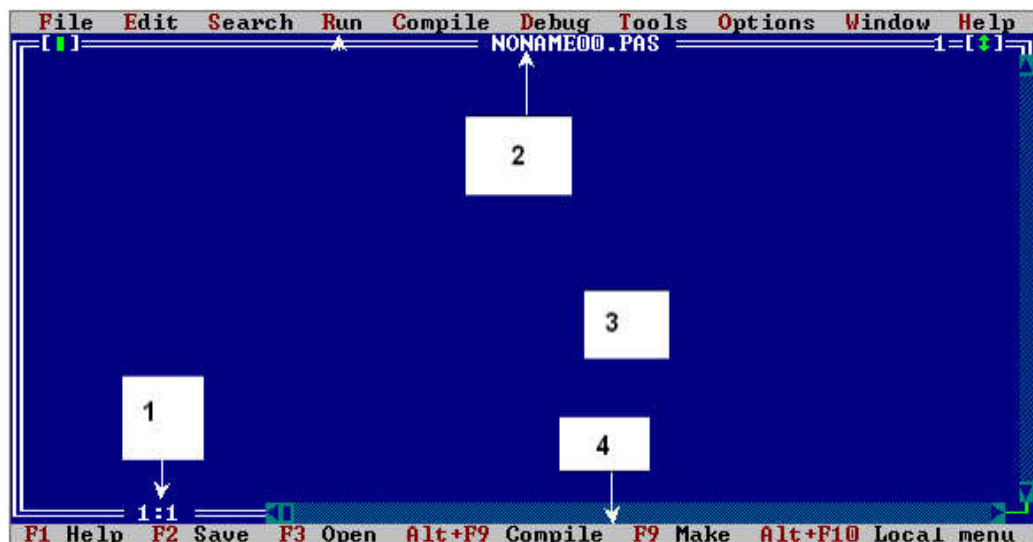 File Edit Search Run Compile Debug Tools Options Window Help
[▮] NONAME00.PAS 1=[↕]
2
3
1
4
1:1
F1 Help F2 Save F3 Open Alt+F9 Compile F9 Make Alt+F10 Local menu